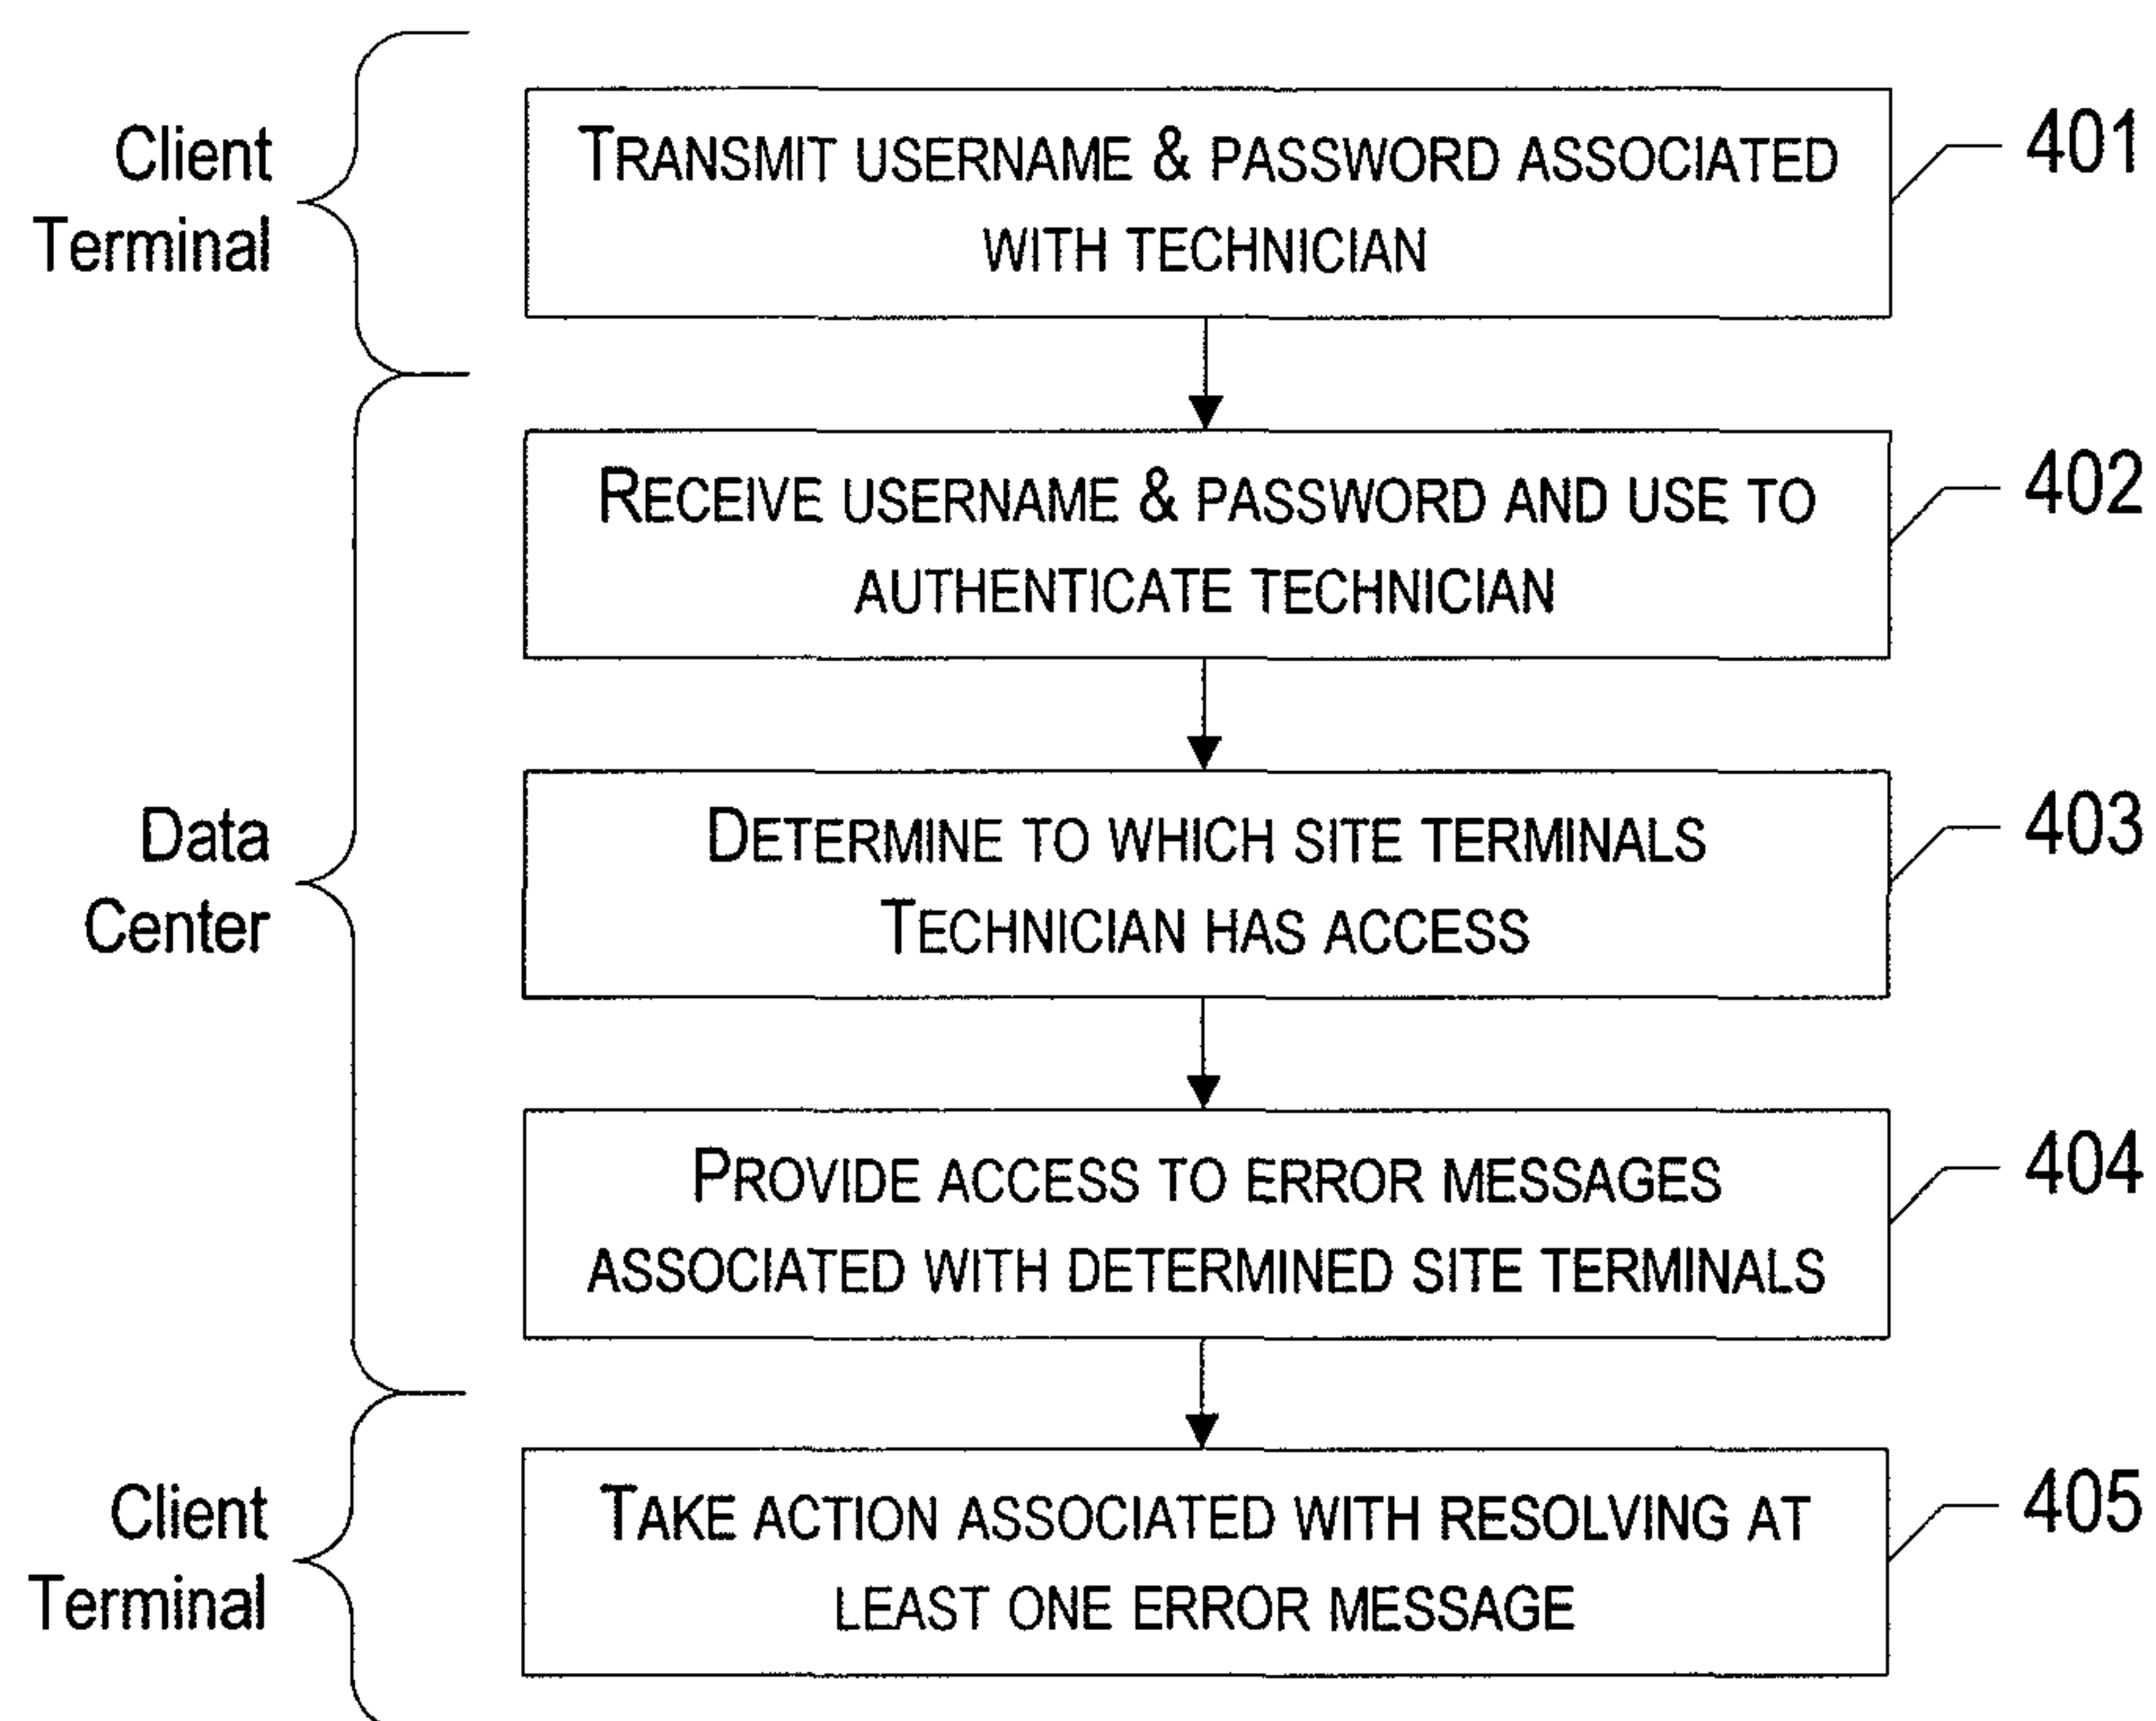 Client
Terminal
TRANSMIT USERNAME & PASSWORD ASSOCIATED
WITH TECHNICIAN
401
RECEIVE USERNAME & PASSWORD AND USE TO
AUTHENTICATE TECHNICIAN
402
Data
Center
DETERMINE TO WHICH SITE TERMINALS
TECHNICIAN HAS ACCESS
403
PROVIDE ACCESS TO ERROR MESSAGES
ASSOCIATED WITH DETERMINED SITE TERMINALS
404
Client
Terminal
TAKE ACTION ASSOCIATED WITH RESOLVING AT
LEAST ONE ERROR MESSAGE
405